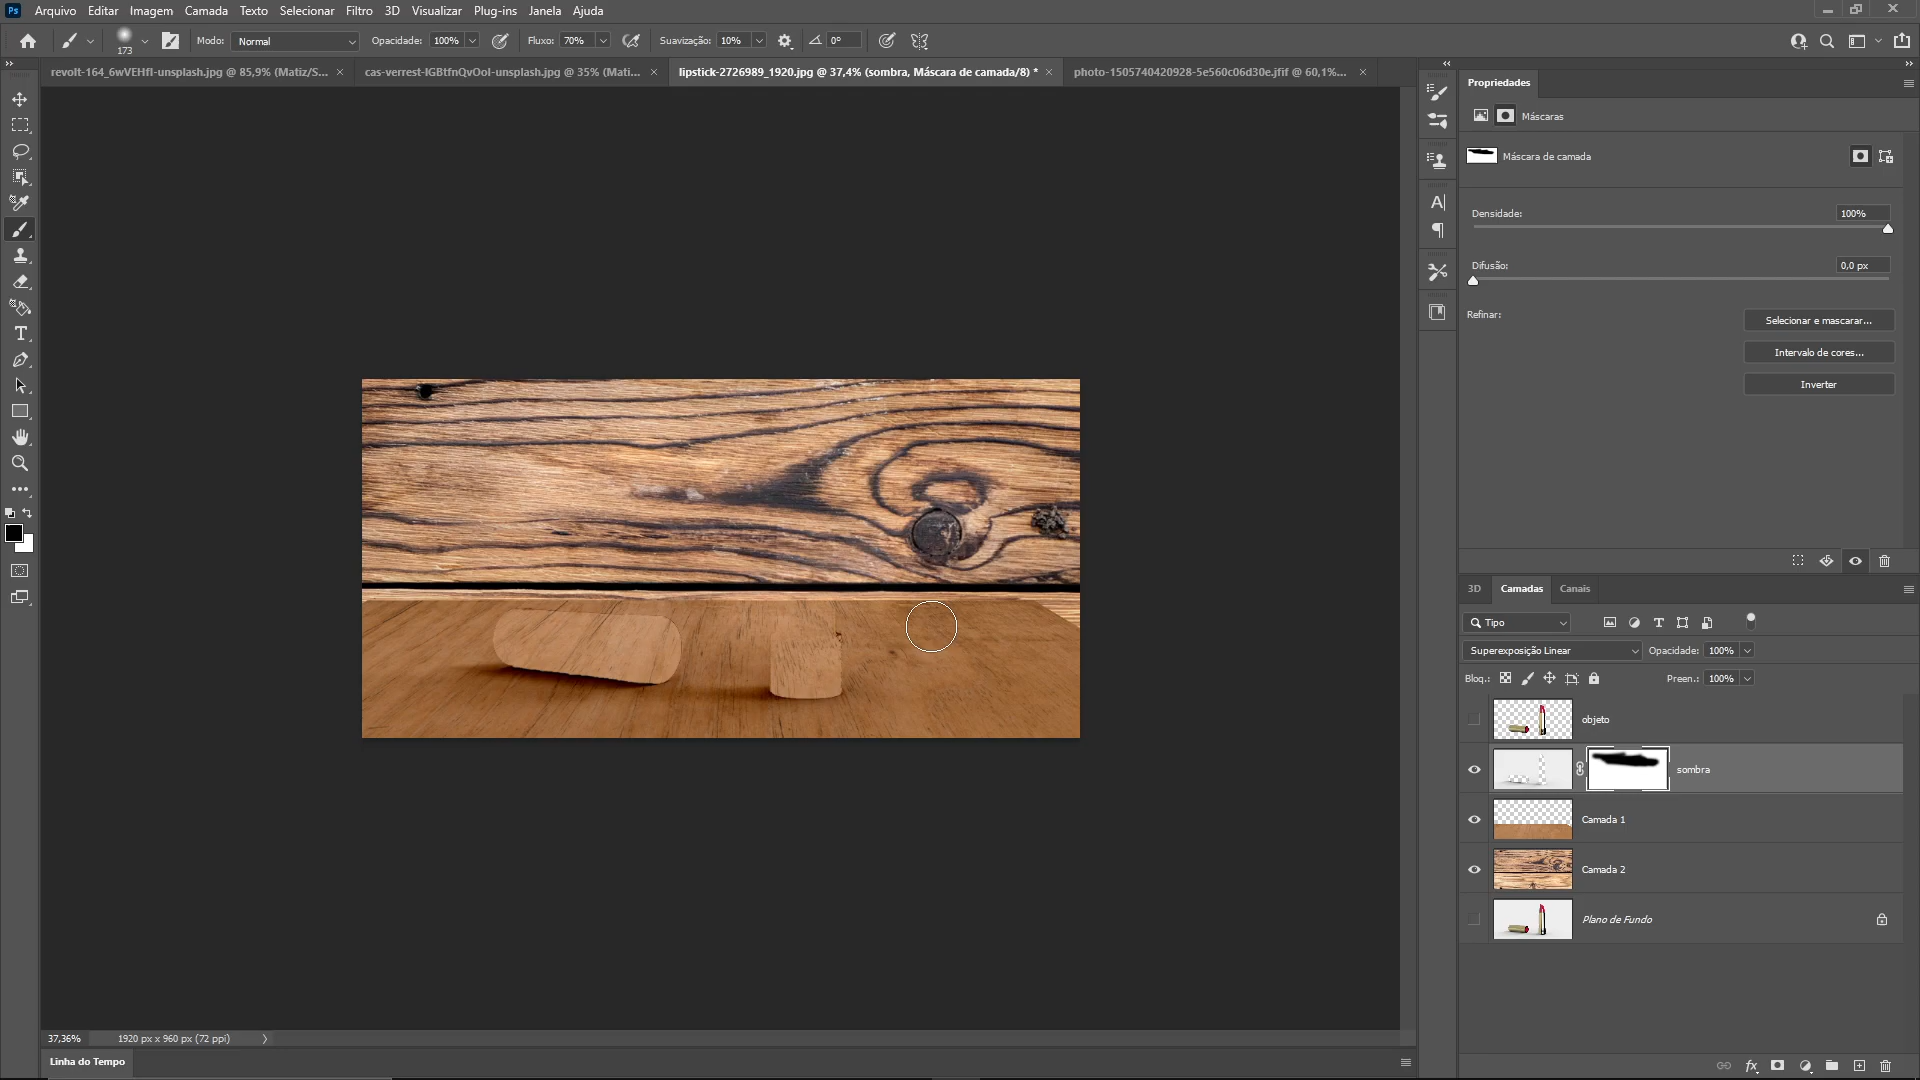 Ps Arquivo Editar Imagem Camada Texto Selecionar Filtro 3D Visualizar Plug-ins Janela Ajuda
173 Modo: Normal Opacidade: 100% Fluxo: 70% Suavização: 10% 0°
revolt-164_6wVEHfI-unsplash.jpg @ 85,9% (Matiz/S... × cas-verrest-IGBtfnQvOoI-unsplash.jpg @ 35% (Mati... × lipstick-2726989_1920.jpg @ 37,4% (sombra, Máscara de camada/8) * × photo-1505740420928-5e560c06d30e.jfif @ 60,1%... ×
Propriedades
Máscaras
Máscara de camada
Densidade: 100%
Difusão: 0,0 px
Refinar:
Selecionar e mascarar...
Intervalo de cores...
Inverter
3D Camadas Canais
Tipo
Superexposição Linear Opacidade: 100%
Bloq.: Preen.: 100%
objeto
sombra
Camada 1
Camada 2
Plano de Fundo
37,36% 1920 px x 960 px (72 ppi)
Linha do Tempo